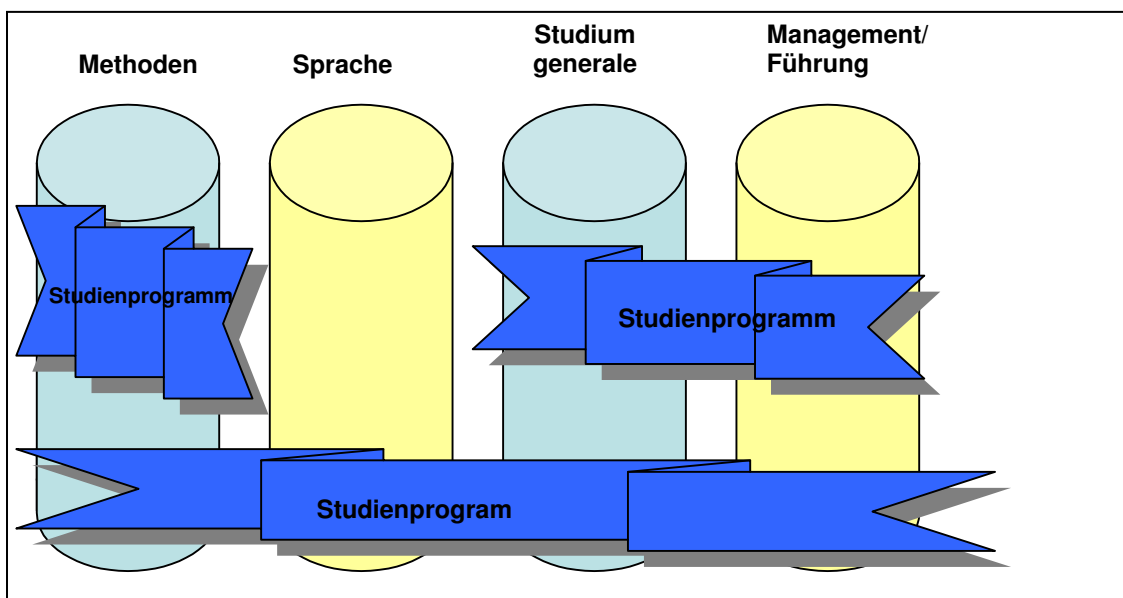 Methoden
Sprache
Studium
generale
Management/
Führung
Studienprogramm
Studienprogramm
Studienprogram